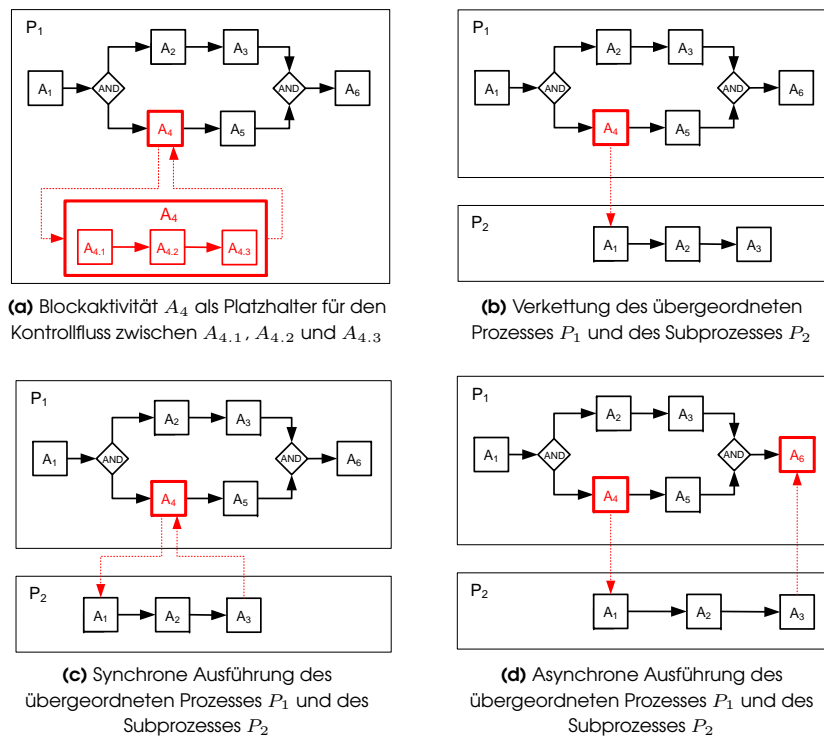 P1
A2
A3
A1
AND
AND
A6
A4
A5
A4
A4.1
A4.2
A4.3
(a) Blockaktivität A4 als Platzhalter für den
Kontrollfluss zwischen A4.1, A4.2 und A4.3
P1
A2
A3
A1
AND
AND
A6
A4
A5
P2
A1
A2
A3
(b) Verkettung des übergeordneten
Prozesses P1 und des Subprozesses P2
P1
A2
A3
A1
AND
AND
A6
A4
A5
P2
A1
A2
A3
(c) Synchrone Ausführung des
übergeordneten Prozesses P1 und des
Subprozesses P2
P1
A2
A3
A1
AND
AND
A6
A4
A5
P2
A1
A2
A3
(d) Asynchrone Ausführung des
übergeordneten Prozesses P1 und des
Subprozesses P2